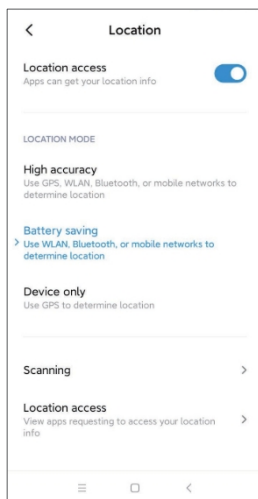 Location
Location access
Apps can get your location info
LOCATION MODE
High accuracy
Use GPS, WLAN, Bluetooth, or mobile networks to
determine location
Battery saving
Use WLAN, Bluetooth, or mobile networks to
determine location
Device only
Use GPS to determine location
Scanning
Location access
View apps requesting to access your location
info